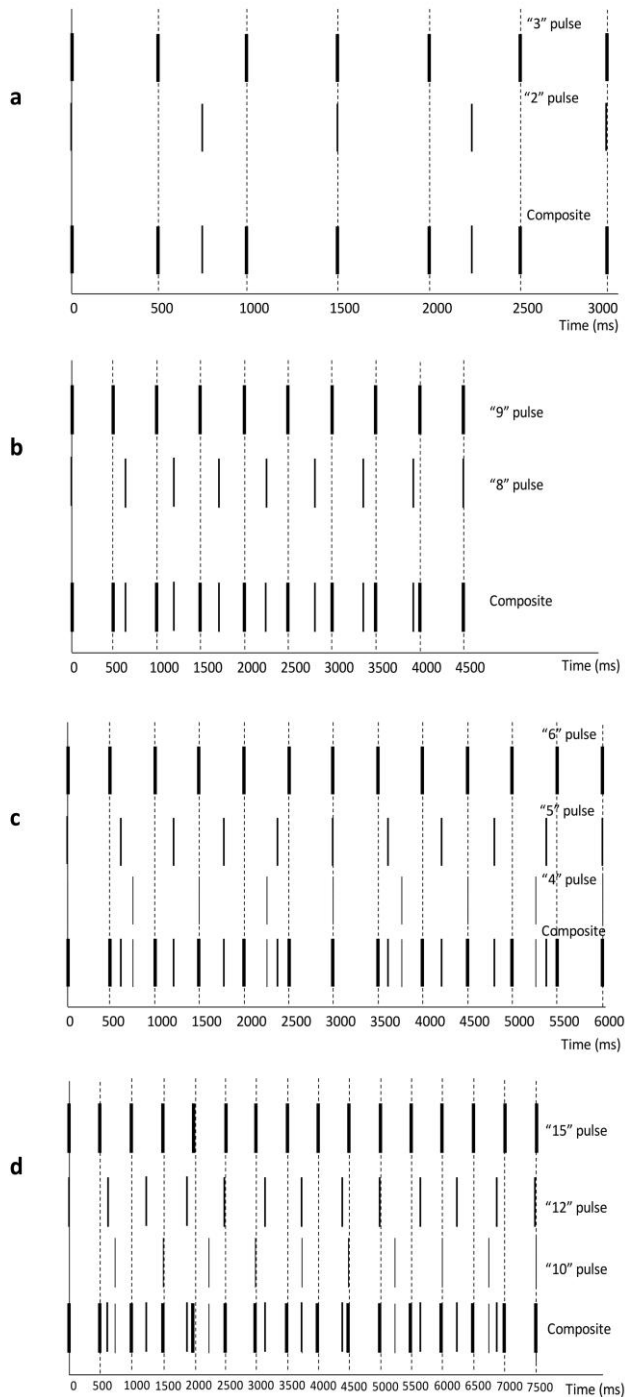 “3” pulse
a
“2” pulse
Composite
0 500 1000 1500 2000 2500 3000
Time (ms)
b
“9” pulse
“8” pulse
Composite
0 500 1000 1500 2000 2500 3000 3500 4000 4500
Time (ms)
“6” pulse
c
“5” pulse
“4” pulse
Composite
0 500 1000 1500 2000 2500 3000 3500 4000 4500 5000 5500 6000
Time (ms)
“15” pulse
d
“12” pulse
“10” pulse
Composite
0 500 1000 1500 2000 2500 3000 3500 4000 4500 5000 5500 6000 6500 7000 7500 Time (ms)